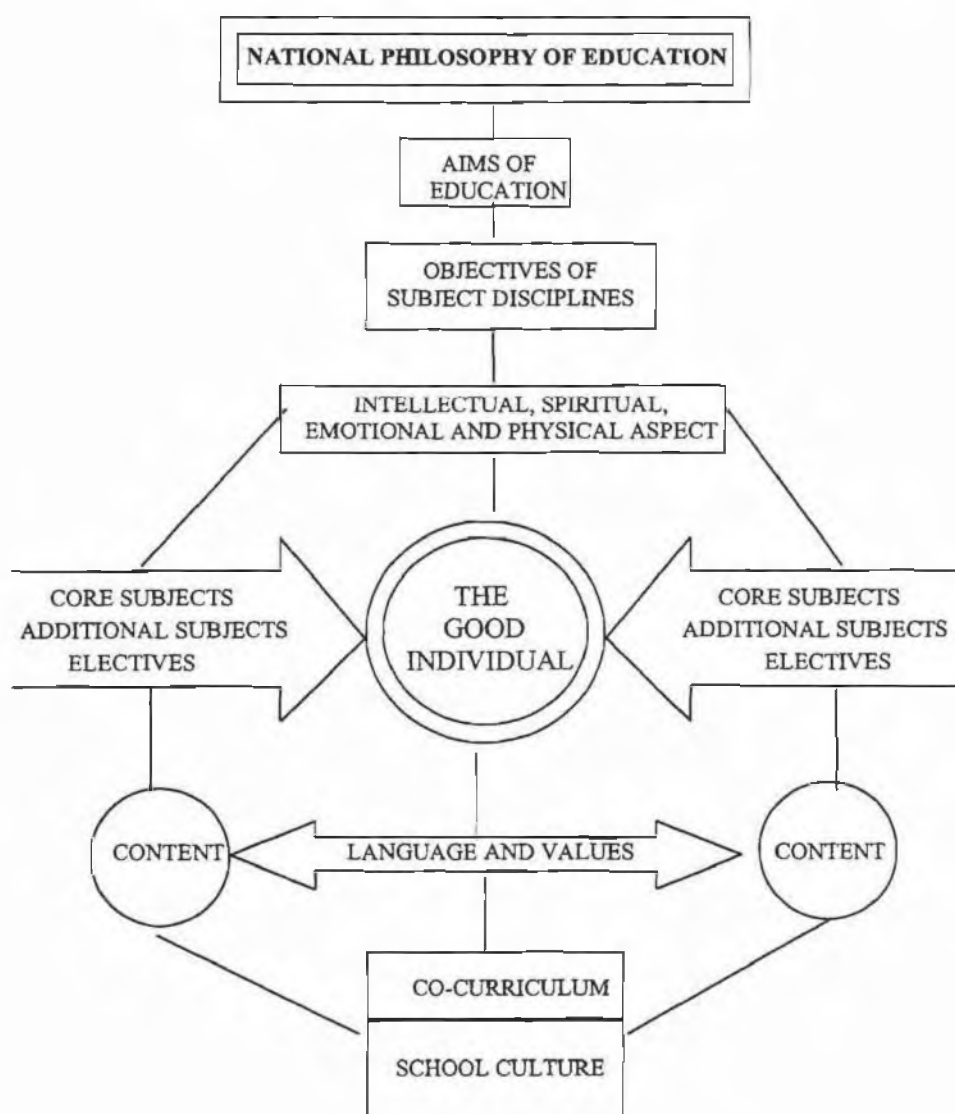 NATIONAL PHILOSOPHY OF EDUCATION
AIMS OF
EDUCATION
OBJECTIVES OF
SUBJECT DISCIPLINES
INTELLECTUAL, SPIRITUAL,
EMOTIONAL AND PHYSICAL ASPECT
CORE SUBJECTS
ADDITIONAL SUBJECTS
ELECTIVES
THE
GOOD
INDIVIDUAL
CORE SUBJECTS
ADDITIONAL SUBJECTS
ELECTIVES
CONTENT
LANGUAGE AND VALUES
CONTENT
CO-CURRICULUM
SCHOOL CULTURE